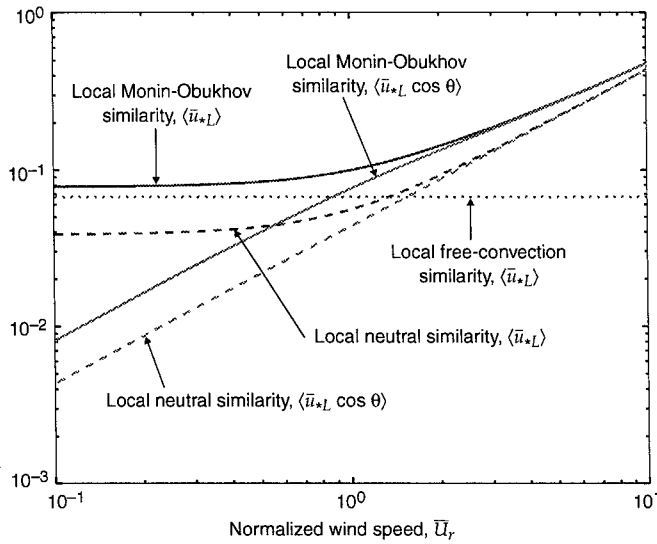 10⁰
Local Monin-Obukhov
similarity, ⟨ū⋆L cos θ⟩
Local Monin-Obukhov
similarity, ⟨ū⋆L⟩
10⁻¹
Local free-convection
similarity, ⟨ū⋆L⟩
10⁻²
Local neutral similarity, ⟨ū⋆L⟩
Local neutral similarity, ⟨ū⋆L cos θ⟩
10⁻³
10⁻¹
10⁰
10¹
Normalized wind speed, U̅r